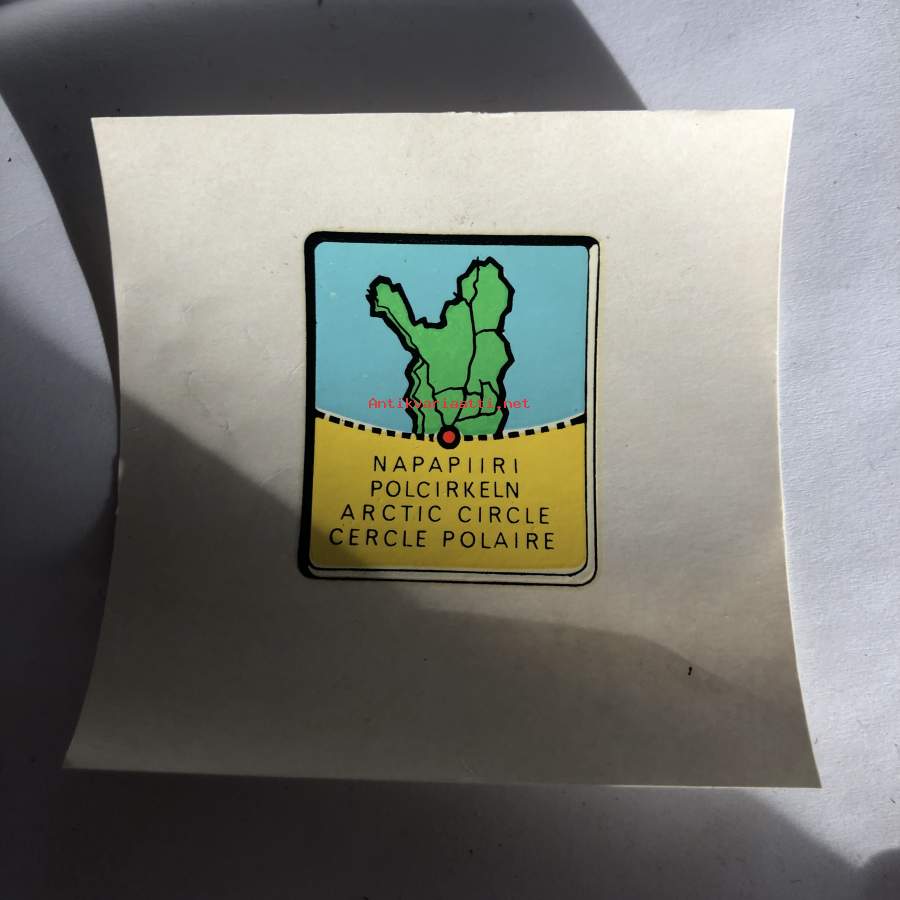 Antikvariaatti.net
NAPAPIIRI
POLCIRKELN
ARCTIC CIRCLE
CERCLE POLAIRE